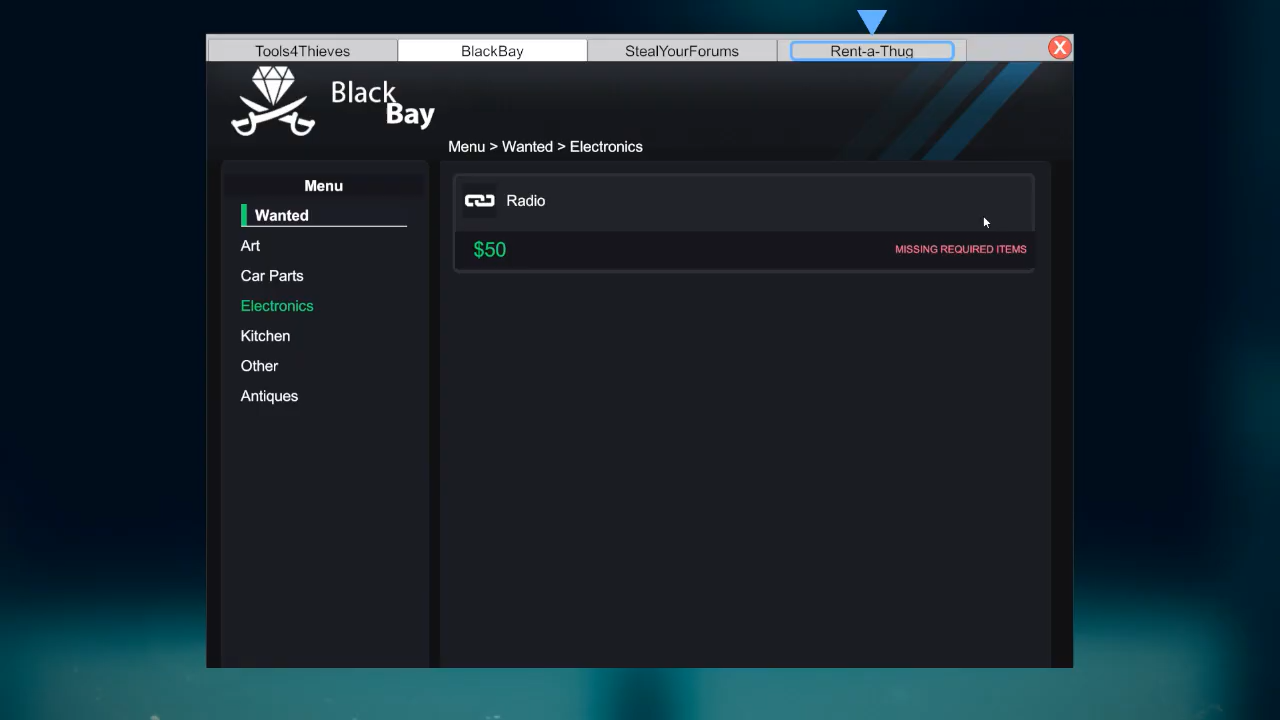 Tools4Thieves BlackBay StealYourForums Rent-a-Thug X
Black
Bay
Menu > Wanted > Electronics
Menu
Wanted
Art
Car Parts
Electronics
Kitchen
Other
Antiques
Radio
$50 MISSING REQUIRED ITEMS